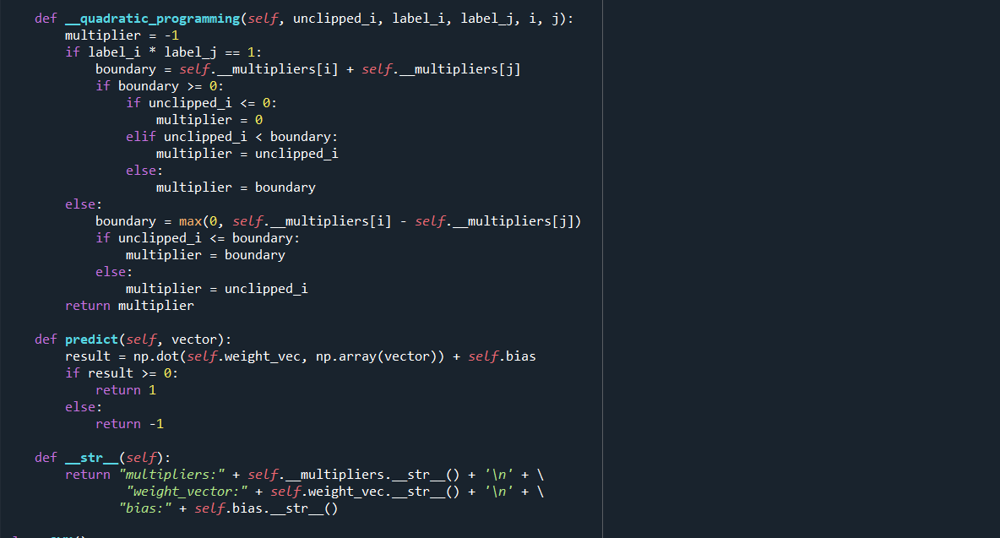 def __quadratic_programming(self, unclipped_i, label_i, label_j, i, j):
    multiplier = -1
    if label_i * label_j == 1:
        boundary = self.__multipliers[i] + self.__multipliers[j]
        if boundary >= 0:
            if unclipped_i <= 0:
                multiplier = 0
            elif unclipped_i < boundary:
                multiplier = unclipped_i
            else:
                multiplier = boundary
    else:
        boundary = max(0, self.__multipliers[i] - self.__multipliers[j])
        if unclipped_i <= boundary:
            multiplier = boundary
        else:
            multiplier = unclipped_i
    return multiplier

def predict(self, vector):
    result = np.dot(self.weight_vec, np.array(vector)) + self.bias
    if result >= 0:
        return 1
    else:
        return -1

def __str__(self):
    return "multipliers:" + self.__multipliers.__str__() + '\n' + \
            "weight_vector:" + self.weight_vec.__str__() + '\n' + \
           "bias:" + self.bias.__str__()